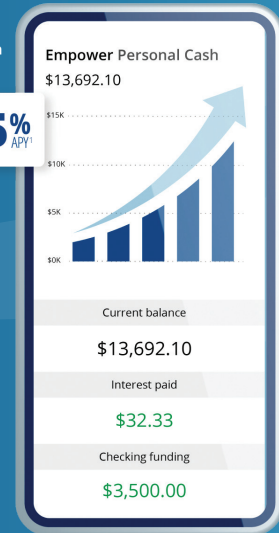 Empower Personal Cash
$13,692.10
5%
APY1
$15K
$10K
$5K
$0K
Current balance
$13,692.10
Interest paid
$32.33
Checking funding
$3,500.00